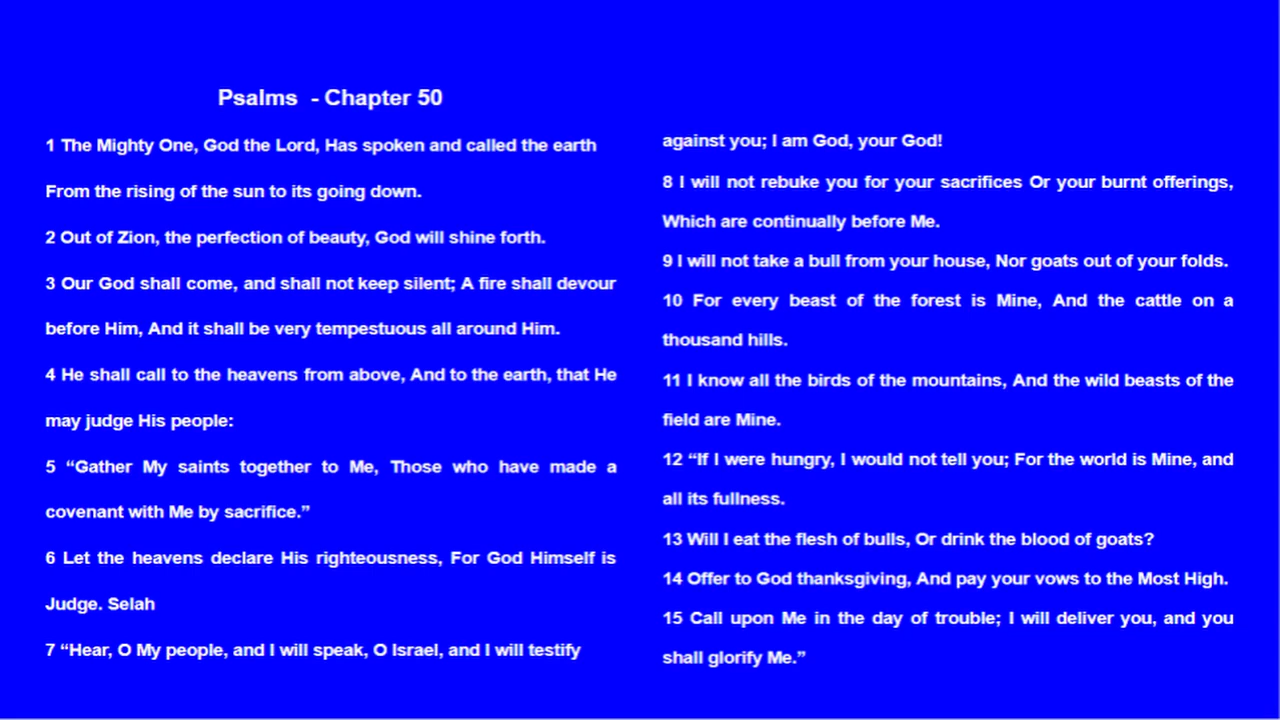 Psalms - Chapter 50
1 The Mighty One, God the Lord, Has spoken and called the earth
From the rising of the sun to its going down.
2 Out of Zion, the perfection of beauty, God will shine forth.
3 Our God shall come, and shall not keep silent; A fire shall devour
before Him, And it shall be very tempestuous all around Him.
4 He shall call to the heavens from above, And to the earth, that He
may judge His people:
5 “Gather My saints together to Me, Those who have made a
covenant with Me by sacrifice.”
6 Let the heavens declare His righteousness, For God Himself is
Judge. Selah
7 “Hear, O My people, and I will speak, O Israel, and I will testify
against you; I am God, your God!
8 I will not rebuke you for your sacrifices Or your burnt offerings,
Which are continually before Me.
9 I will not take a bull from your house, Nor goats out of your folds.
10 For every beast of the forest is Mine, And the cattle on a
thousand hills.
11 I know all the birds of the mountains, And the wild beasts of the
field are Mine.
12 “If I were hungry, I would not tell you; For the world is Mine, and
all its fullness.
13 Will I eat the flesh of bulls, Or drink the blood of goats?
14 Offer to God thanksgiving, And pay your vows to the Most High.
15 Call upon Me in the day of trouble; I will deliver you, and you
shall glorify Me.”